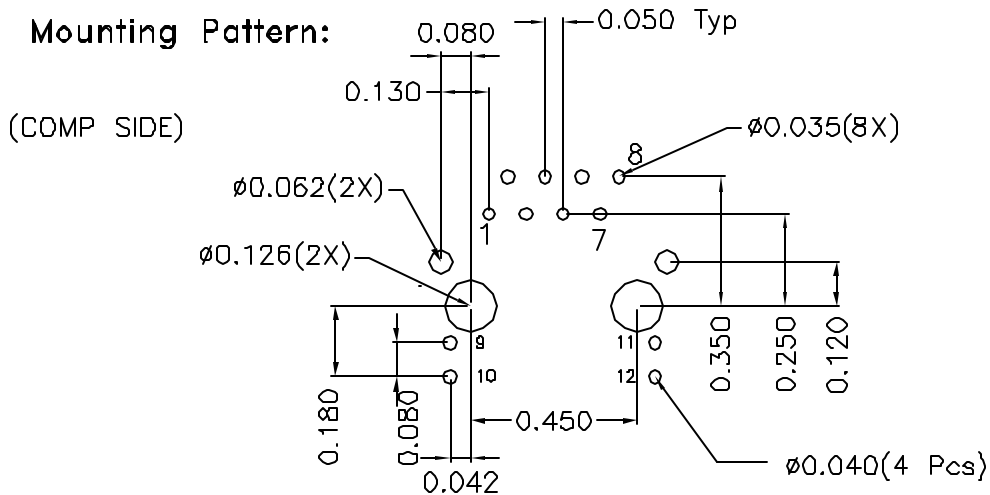 Mounting Pattern:
0.080
0.050 Typ
0.130
(COMP SIDE)
Ø0.035(8X)
8
Ø0.062(2X)
1
7
Ø0.126(2X)
9
11
10
12
0.350
0.250
0.120
0.180
0.080
0.450
0.042
Ø0.040(4 Pcs)